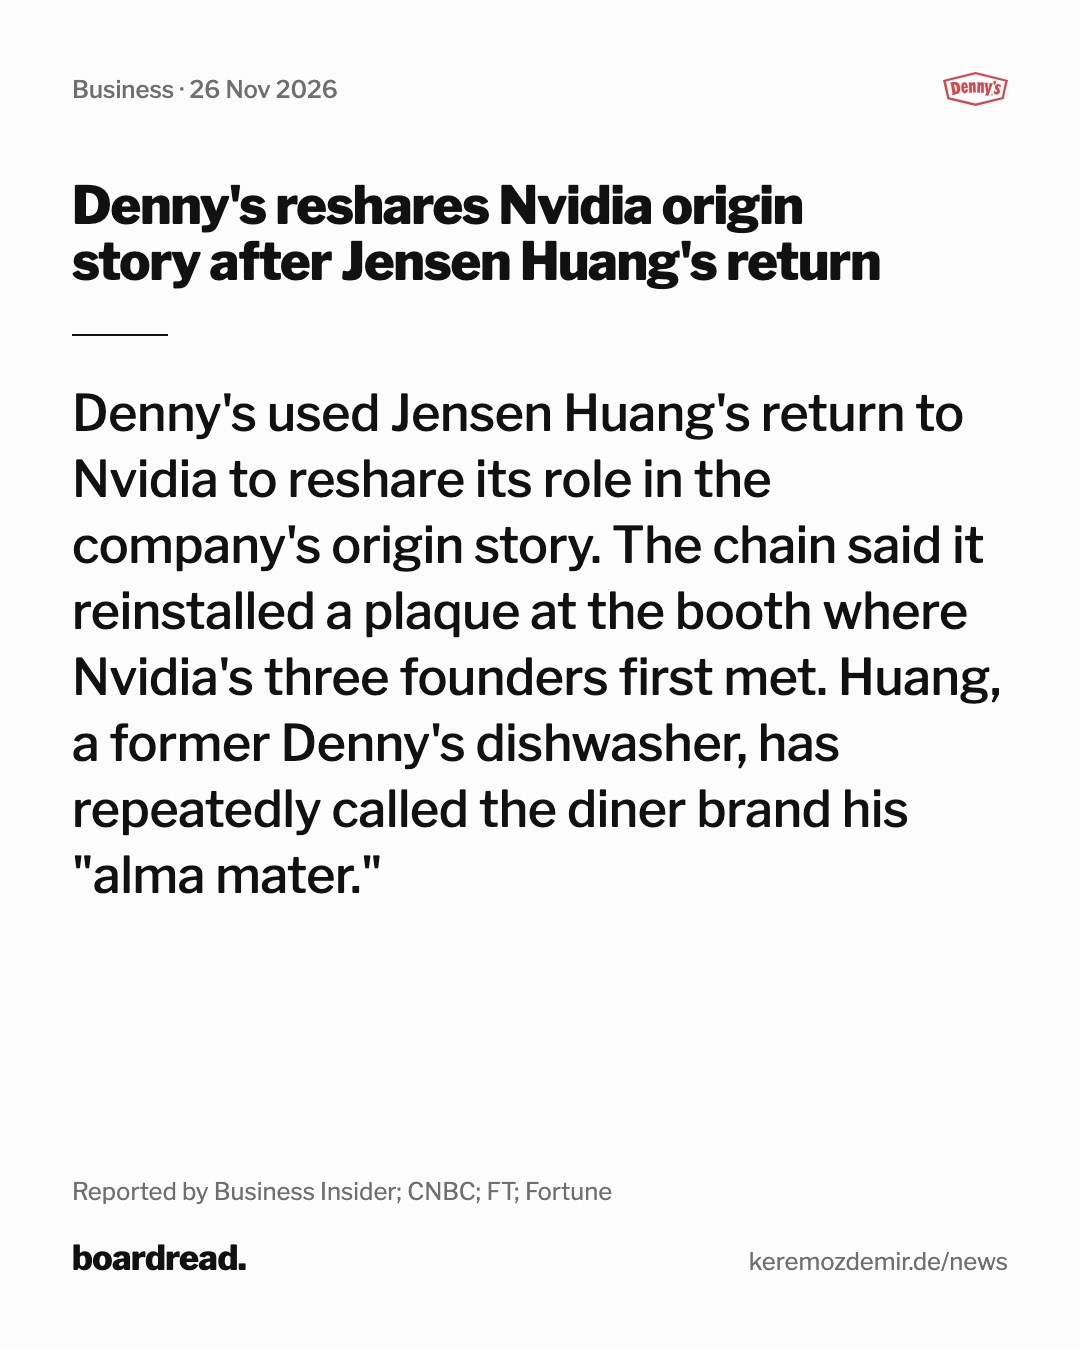 Business · 26 Nov 2026
Denny's
Denny's reshares Nvidia origin
story after Jensen Huang's return
Denny's used Jensen Huang's return to
Nvidia to reshare its role in the
company's origin story. The chain said it
reinstalled a plaque at the booth where
Nvidia's three founders first met. Huang,
a former Denny's dishwasher, has
repeatedly called the diner brand his
"alma mater."
Reported by Business Insider; CNBC; FT; Fortune
boardread.
keremozdemir.de/news